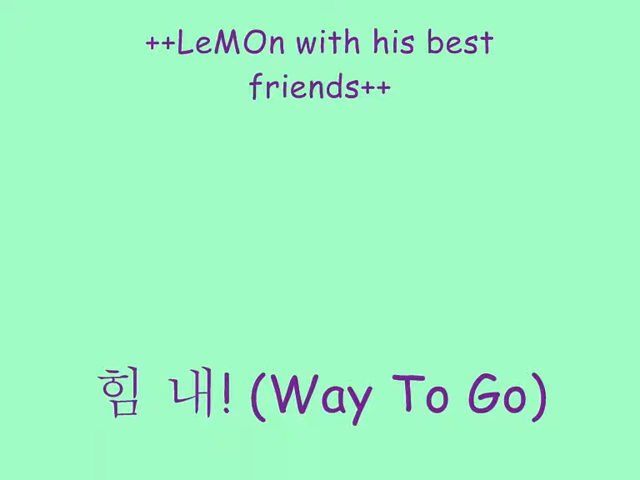 ++LeMOn with his best
friends++
힘 내! (Way To Go)